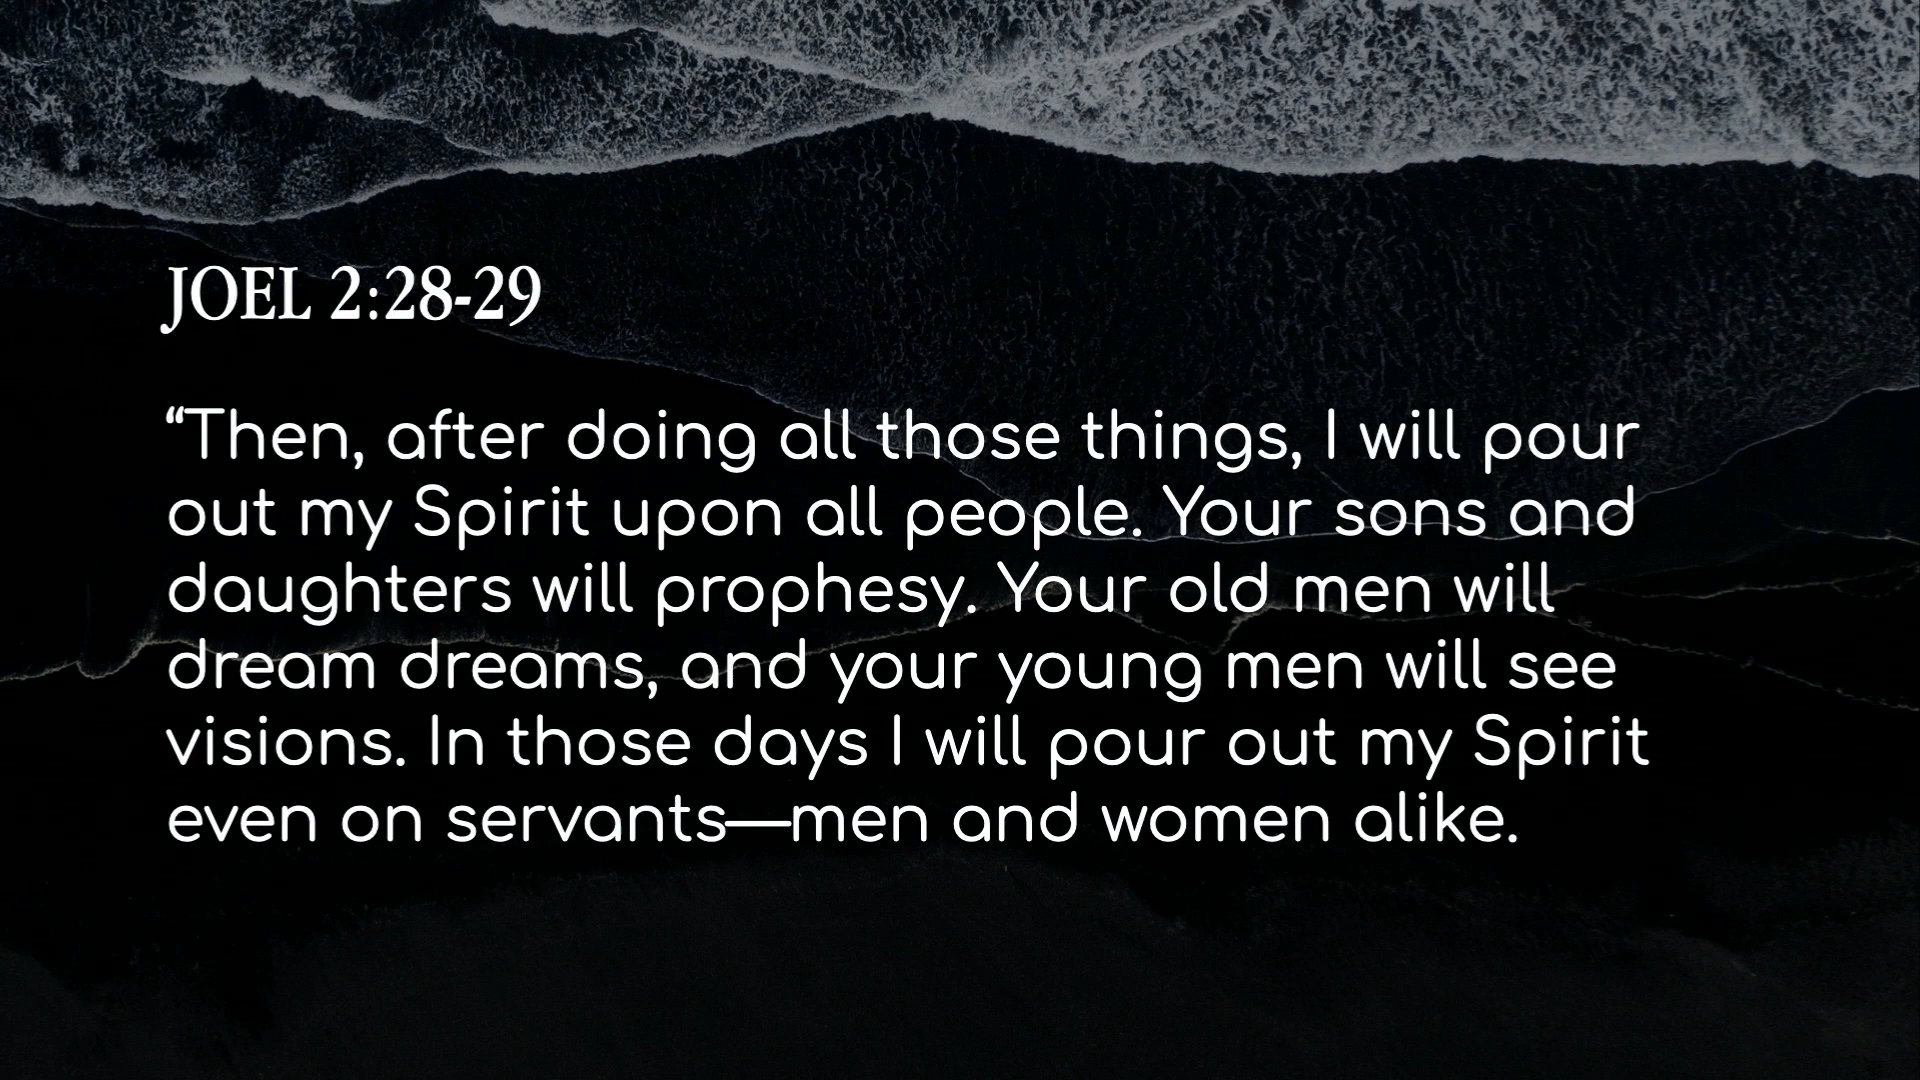 JOEL 2:28-29
“Then, after doing all those things, I will pour
out my Spirit upon all people. Your sons and
daughters will prophesy. Your old men will
dream dreams, and your young men will see
visions. In those days I will pour out my Spirit
even on servants—men and women alike.